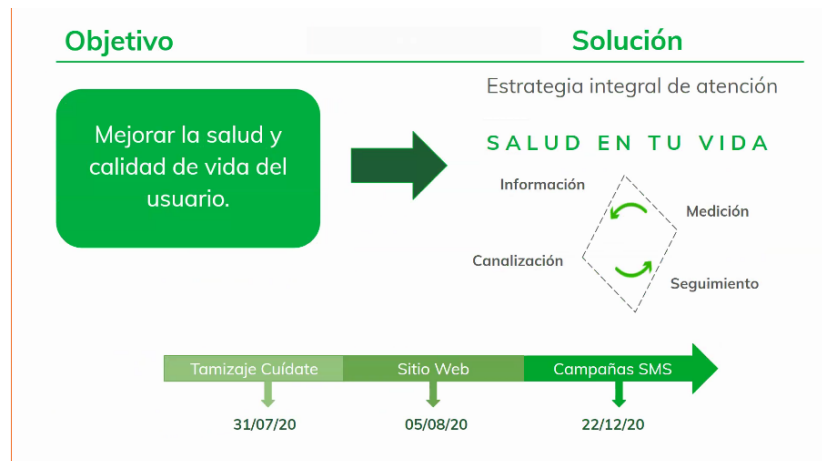 Objetivo
Solución
Mejorar la salud y
calidad de vida del
usuario.
Estrategia integral de atención
SALUD EN TU VIDA
Información
Medición
Canalización
Seguimiento
Tamizaje Cuídate
Sitio Web
Campañas SMS
31/07/20
05/08/20
22/12/20